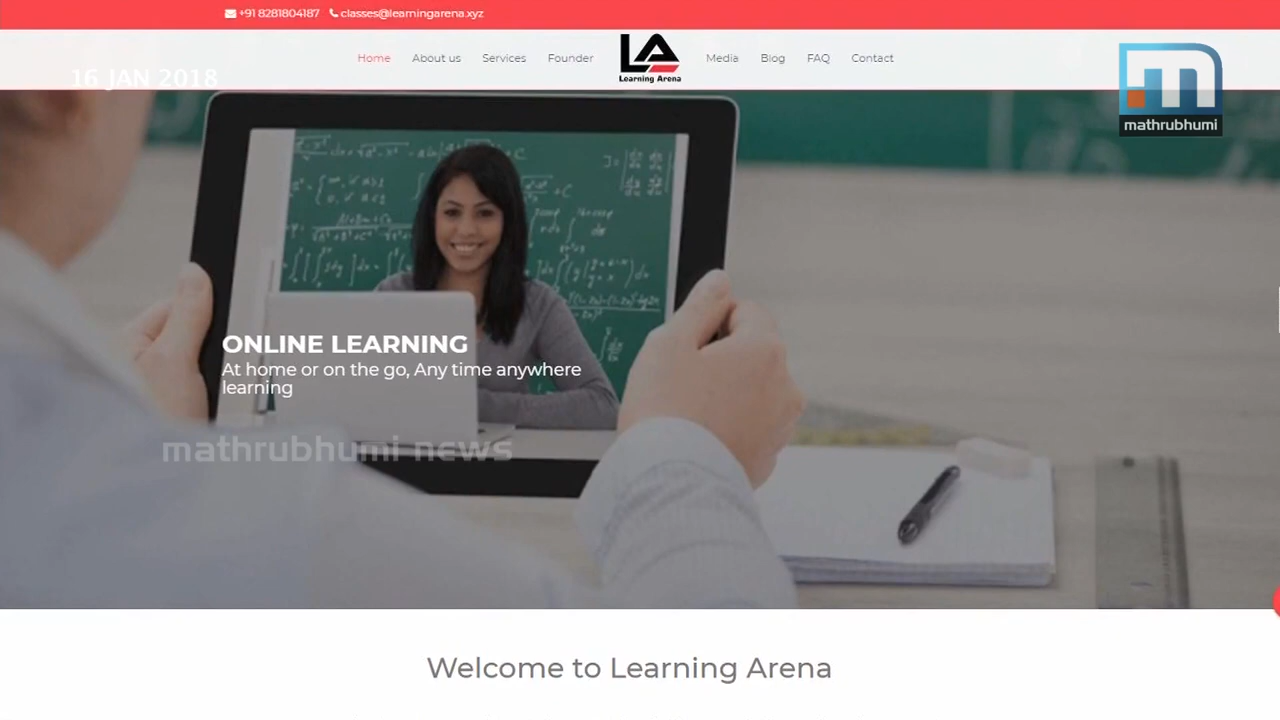 +91 8281804187 classes@learningarena.xyz
Home About us Services Founder LA Learning Arena Media Blog FAQ Contact
16 JAN 2018
mathrubhumi
ONLINE LEARNING
At home or on the go, Any time anywhere
learning
mathrubhumi news
Welcome to Learning Arena